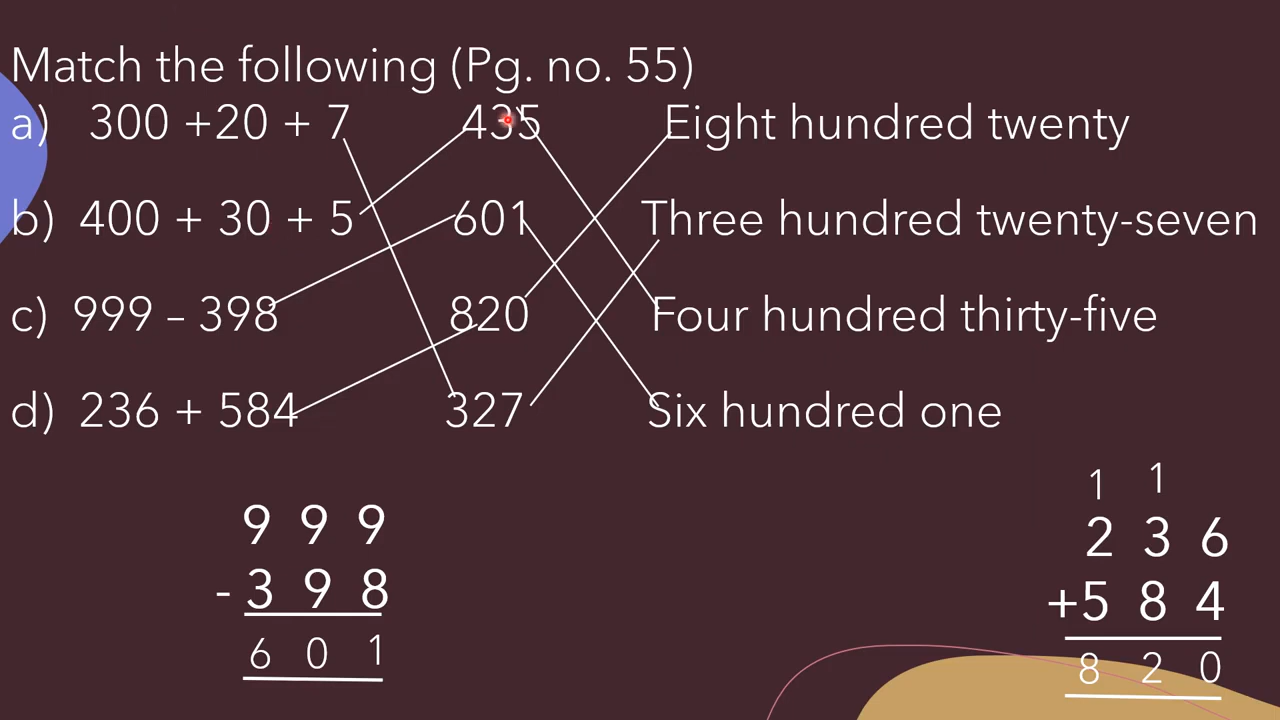 Match the following (Pg. no. 55)
a) 300 +20 + 7 435 Eight hundred twenty
b) 400 + 30 + 5 601 Three hundred twenty-seven
c) 999 – 398 820 Four hundred thirty-five
d) 236 + 584 327 Six hundred one
9 9 9
- 3 9 8
6 0 1
1 1
2 3 6
+5 8 4
8 2 0